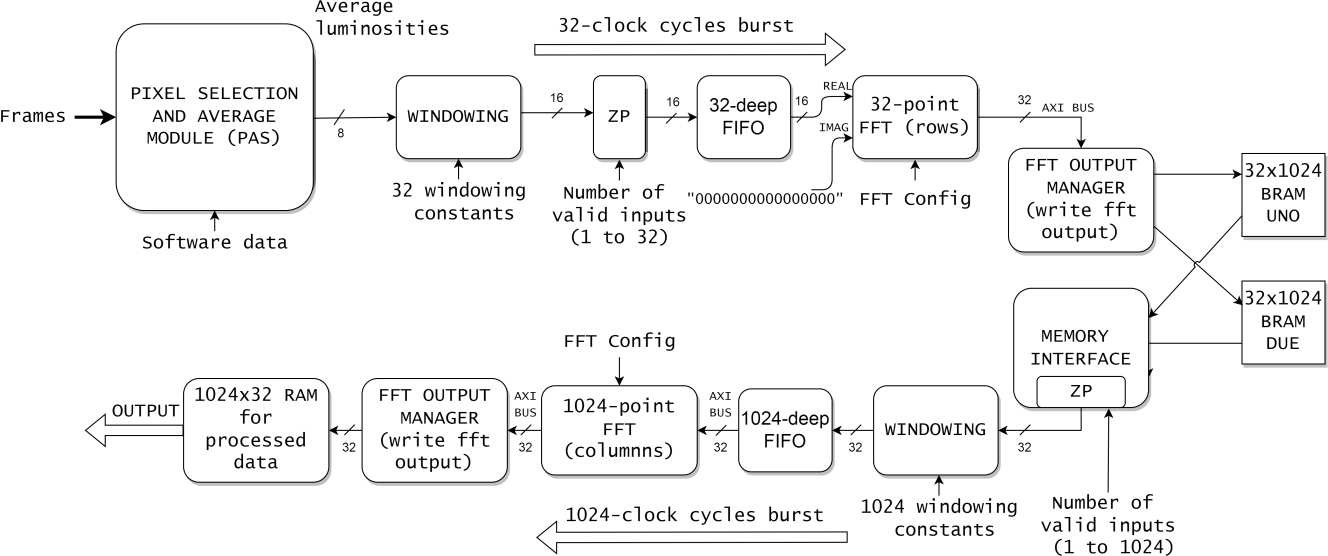 Average
luminosities
32-clock cycles burst
Frames
PIXEL SELECTION
AND AVERAGE
MODULE (PAS)
8
WINDOWING
32 windowing
constants
16
ZP
Number of
valid inputs
(1 to 32)
16
32-deep
FIFO
16
REAL
IMAG
"0000000000000000"
32-point
FFT (rows)
FFT Config
32
AXI BUS
Software data
FFT OUTPUT
MANAGER
(write fft
output)
32x1024
BRAM
UNO
32x1024
BRAM
DUE
MEMORY
INTERFACE
ZP
Number of
valid inputs
(1 to 1024)
32
WINDOWING
1024 windowing
constants
32
1024-deep
FIFO
AXI
BUS
32
FFT Config
1024-point
FFT
(columnns)
AXI
BUS
32
FFT OUTPUT
MANAGER
(write fft
output)
32
1024x32 RAM
for
processed
data
OUTPUT
1024-clock cycles burst